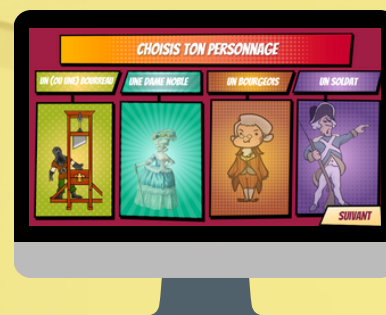 CHOISIS TON PERSONNAGE
UN (OU UNE) BOURREAU
UNE DAME NOBLE
UN BOURGEOIS
UN SOLDAT
SUIVANT